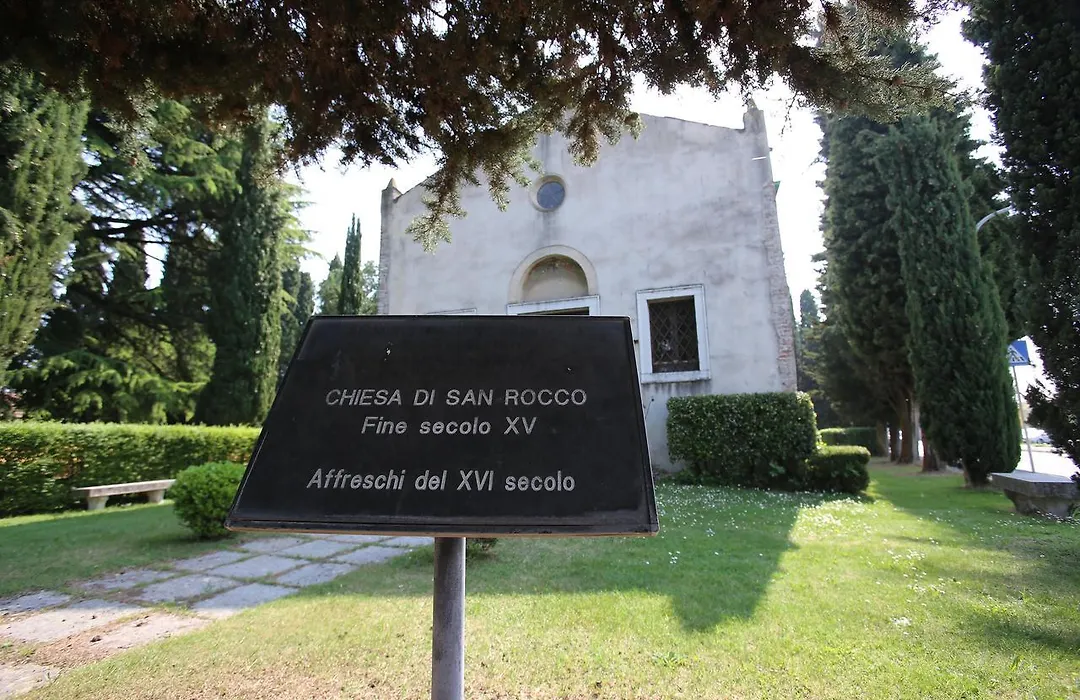 CHIESA DI SAN ROCCO
Fine secolo XV
Affreschi del XVI secolo